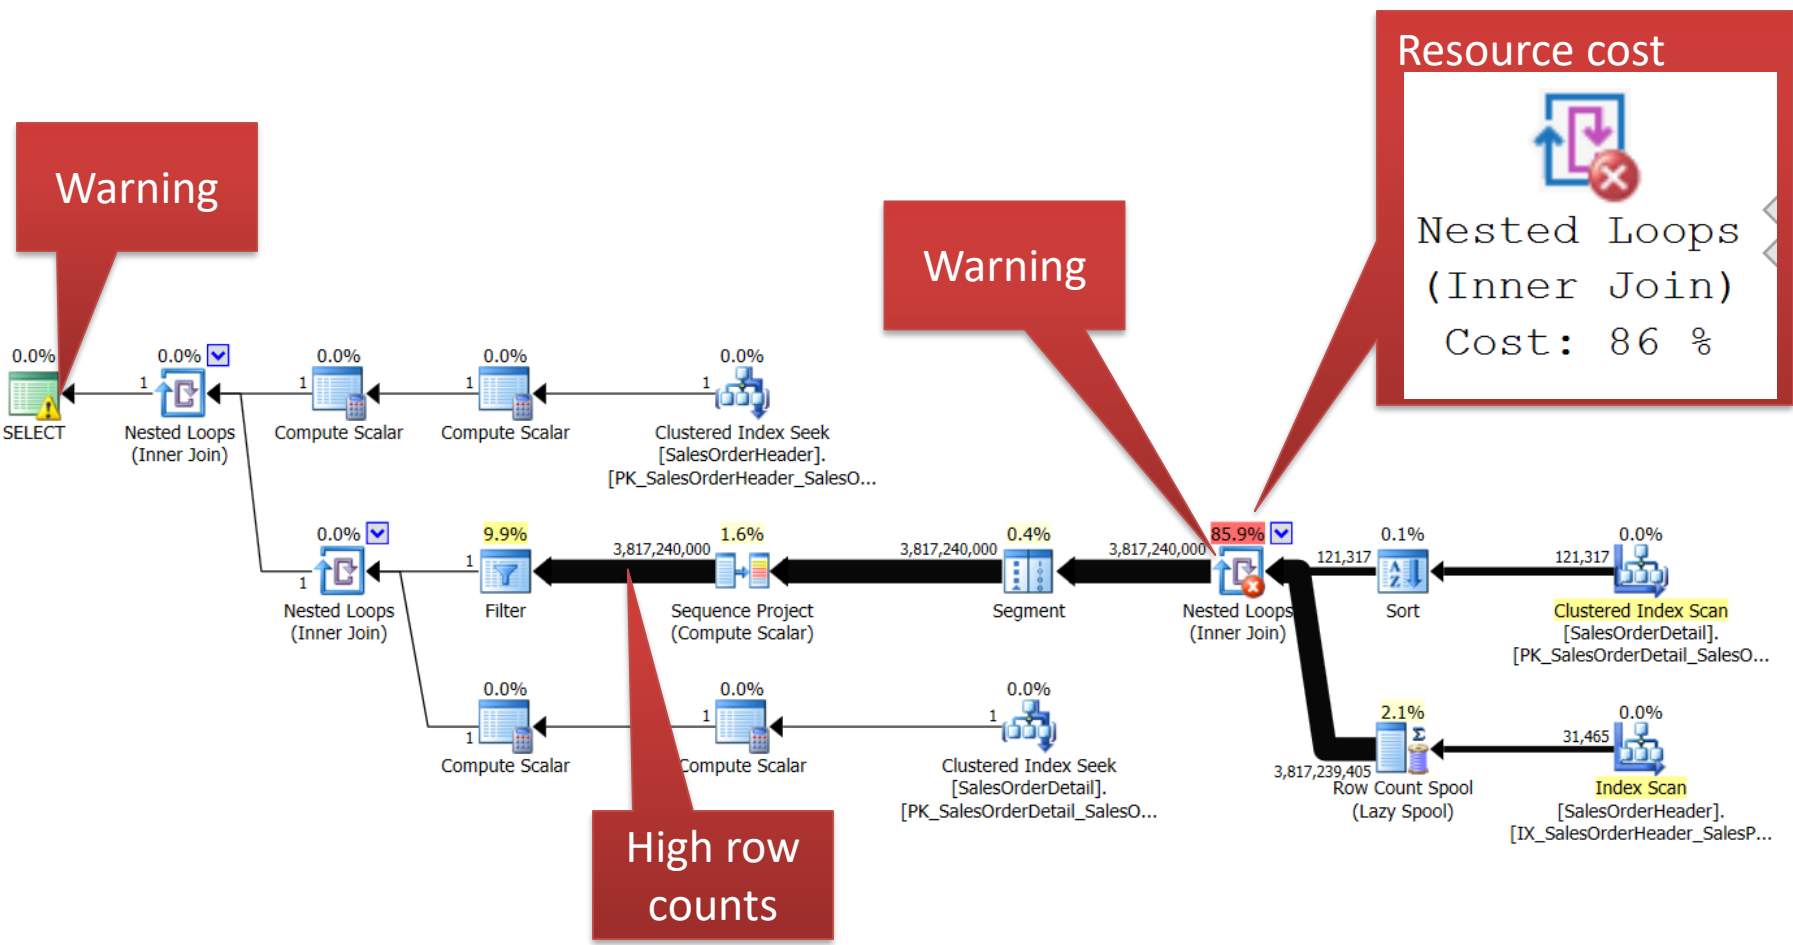 Resource cost
Nested Loops
(Inner Join)
Cost: 86 %
Warning
Warning
0.0%
0.0%
0.0%
0.0%
0.0%
1
1
1
1
SELECT
Nested Loops
(Inner Join)
Compute Scalar
Compute Scalar
Clustered Index Seek
[SalesOrderHeader].
[PK_SalesOrderHeader_SalesO...
0.0%
9.9%
1.6%
0.4%
85.9%
0.1%
0.0%
1
1
3,817,240,000
3,817,240,000
3,817,240,000
121,317
121,317
Nested Loops
(Inner Join)
Filter
Sequence Project
(Compute Scalar)
Segment
Nested Loops
(Inner Join)
Sort
Clustered Index Scan
[SalesOrderDetail].
[PK_SalesOrderDetail_SalesO...
0.0%
0.0%
0.0%
2.1%
0.0%
1
1
1
3,817,239,405
31,465
Compute Scalar
Compute Scalar
Clustered Index Seek
[SalesOrderDetail].
[PK_SalesOrderDetail_SalesO...
Row Count Spool
(Lazy Spool)
Index Scan
[SalesOrderHeader].
[IX_SalesOrderHeader_SalesP...
High row
counts